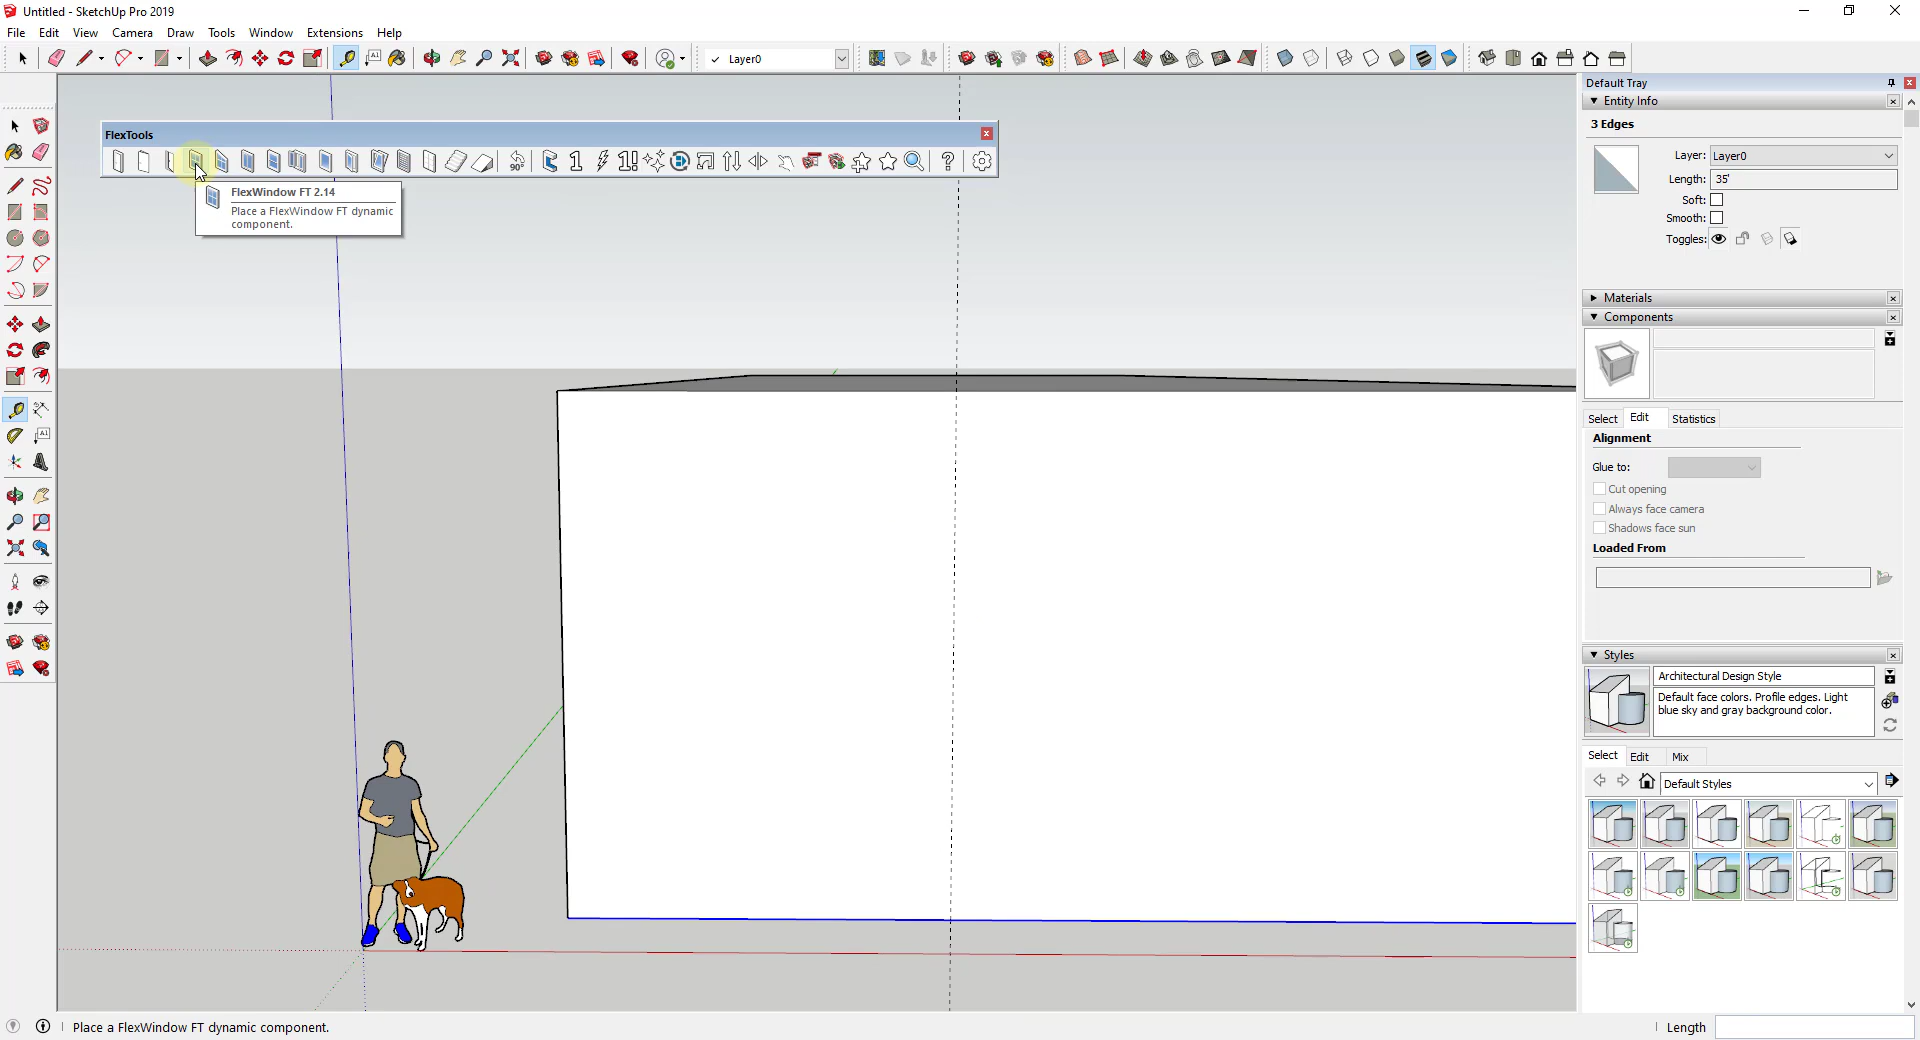 Untitled - SketchUp Pro 2019
File Edit View Camera Draw Tools Window Extensions Help
Layer0
Default Tray
Entity Info
3 Edges
Layer: Layer0
Length: 35'
Soft:
Smooth:
Toggles:
FlexTools
FlexWindow FT 2.14
Place a FlexWindow FT dynamic
component.
Materials
Components
Select Edit Statistics
Alignment
Glue to:
Cut opening
Always face camera
Shadows face sun
Loaded From
Styles
Architectural Design Style
Default face colors. Profile edges. Light
blue sky and gray background color.
Select Edit Mix
Default Styles
Place a FlexWindow FT dynamic component.
Length